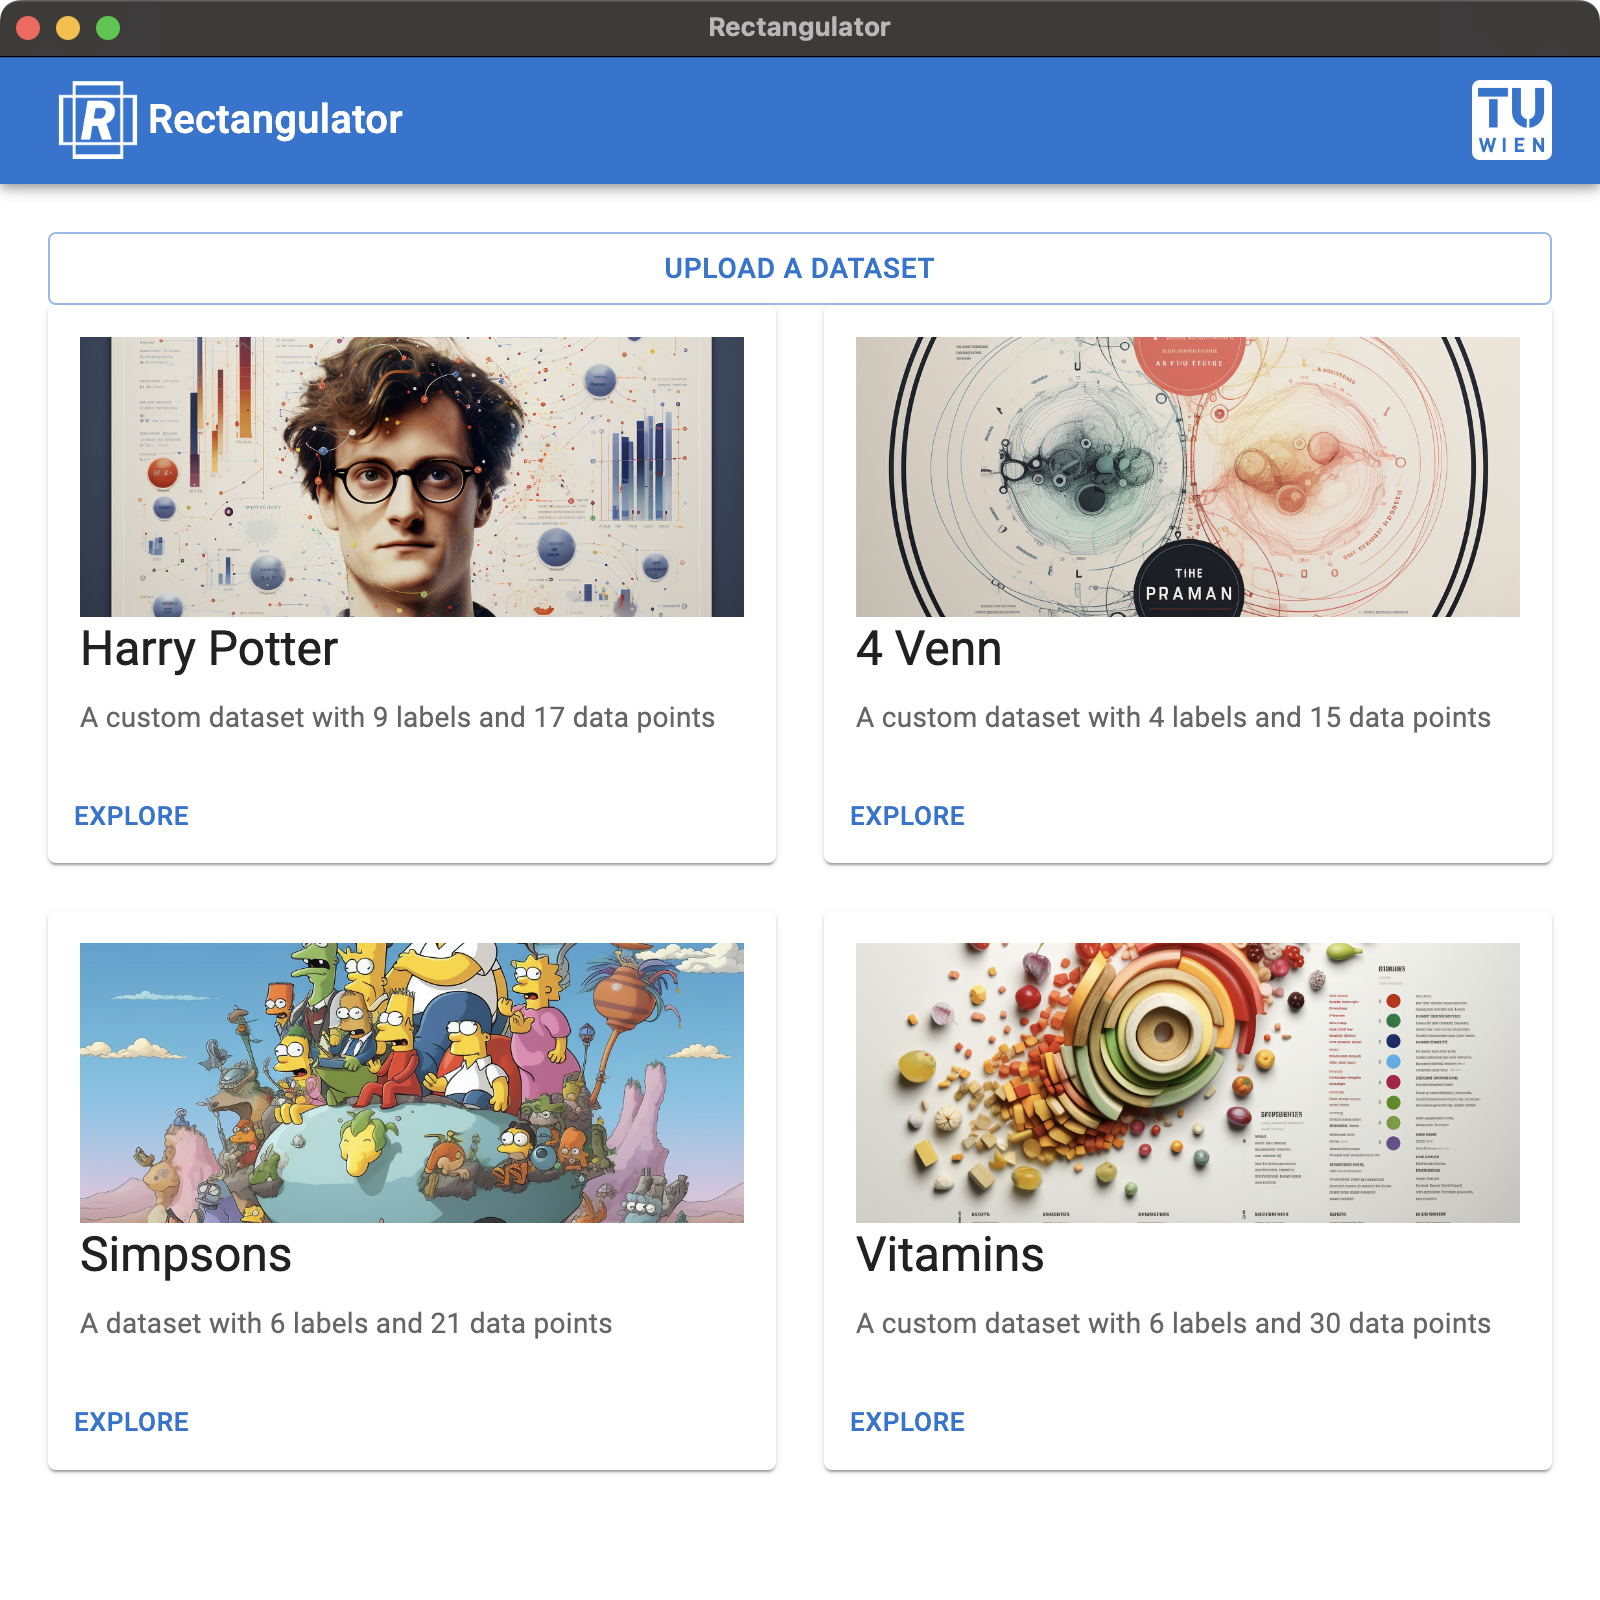 Rectangulator
R Rectangulator
TU
WIEN
UPLOAD A DATASET
TIHE
PRAMAN
Harry Potter
4 Venn
A custom dataset with 9 labels and 17 data points
A custom dataset with 4 labels and 15 data points
EXPLORE
EXPLORE
Simpsons
Vitamins
A dataset with 6 labels and 21 data points
A custom dataset with 6 labels and 30 data points
EXPLORE
EXPLORE